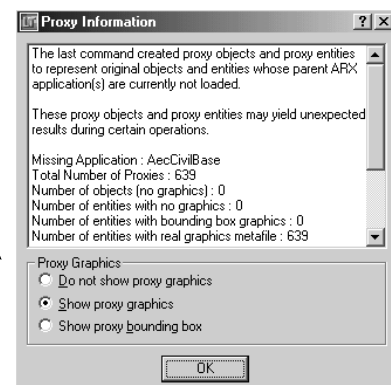 Proxy Information
The last command created proxy objects and proxy entities
to represent original objects and entities whose parent ARX
application(s) are currently not loaded.
These proxy objects and proxy entities may yield unexpected
results during certain operations.
Missing Application : AecCivilBase
Total Number of Proxies : 639
Number of objects (no graphics) : 0
Number of entities with no graphics : 0
Number of entities with bounding box graphics : 0
Number of entities with real graphics metafile : 639
Proxy Graphics
Do not show proxy graphics
Show proxy graphics
Show proxy bounding box
OK